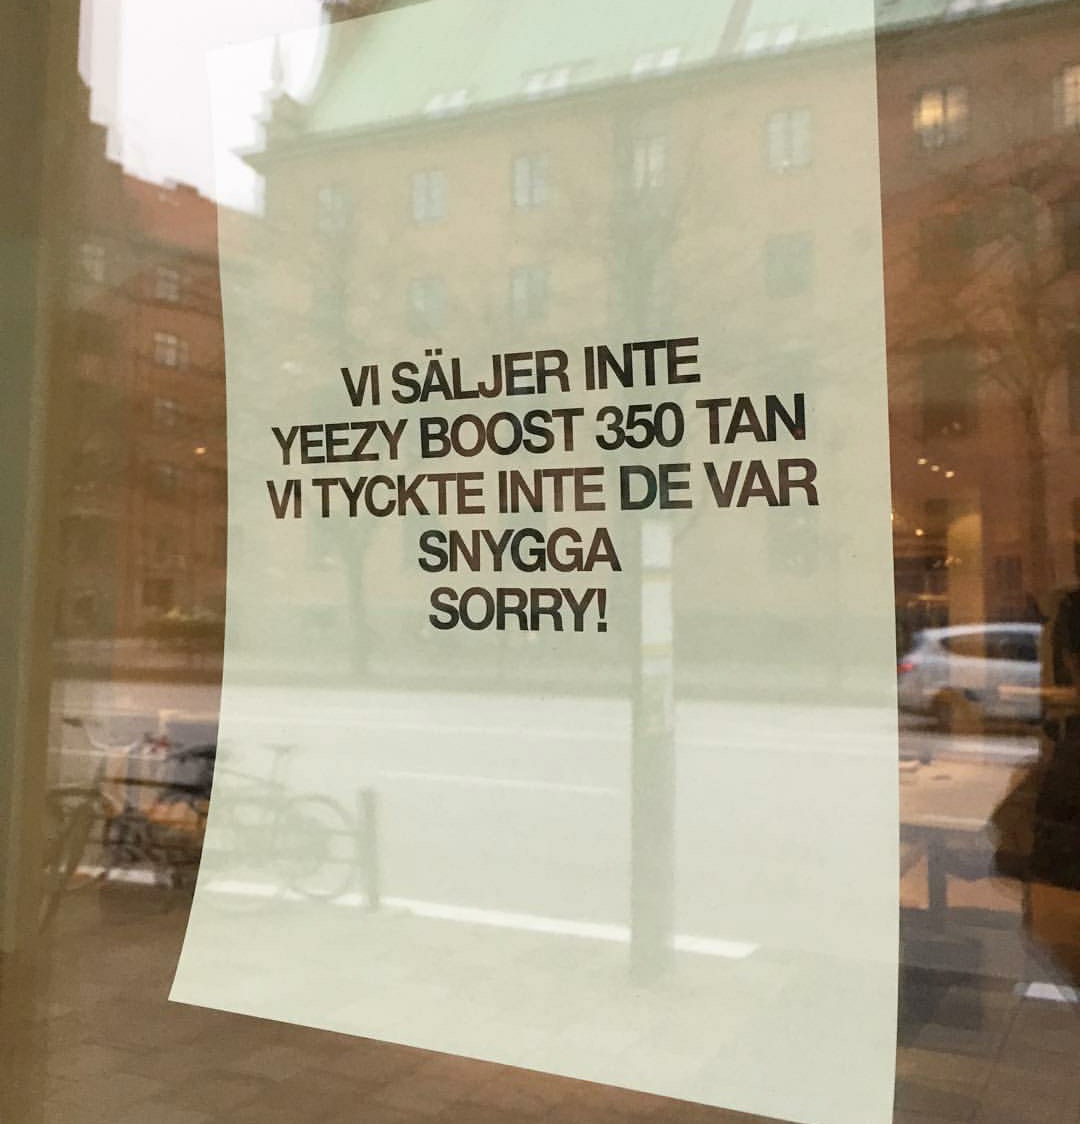 VI SÄLJER INTE
YEEZY BOOST 350 TAN
VI TYCKTE INTE DE VAR
SNYGGA
SORRY!